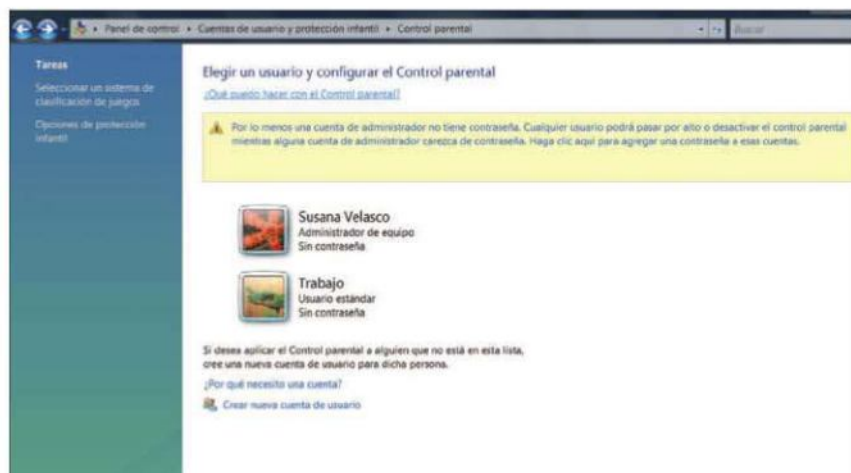 Panel de control ▸ Cuentas de usuario y protección infantil ▸ Control parental
Buscar
Tareas
Seleccionar un sistema de
clasificación de juegos
Opciones de protección
infantil
Elegir un usuario y configurar el Control parental
¿Qué puedo hacer con el Control parental?
Por lo menos una cuenta de administrador no tiene contraseña. Cualquier usuario podrá pasar por alto o desactivar el control parental
mientras alguna cuenta de administrador carezca de contraseña. Haga clic aquí para agregar una contraseña a esas cuentas.
Susana Velasco
Administrador de equipo
Sin contraseña
Trabajo
Usuario estándar
Sin contraseña
Si desea aplicar el Control parental a alguien que no está en esta lista,
cree una nueva cuenta de usuario para dicha persona.
¿Por qué necesito una cuenta?
Crear nueva cuenta de usuario